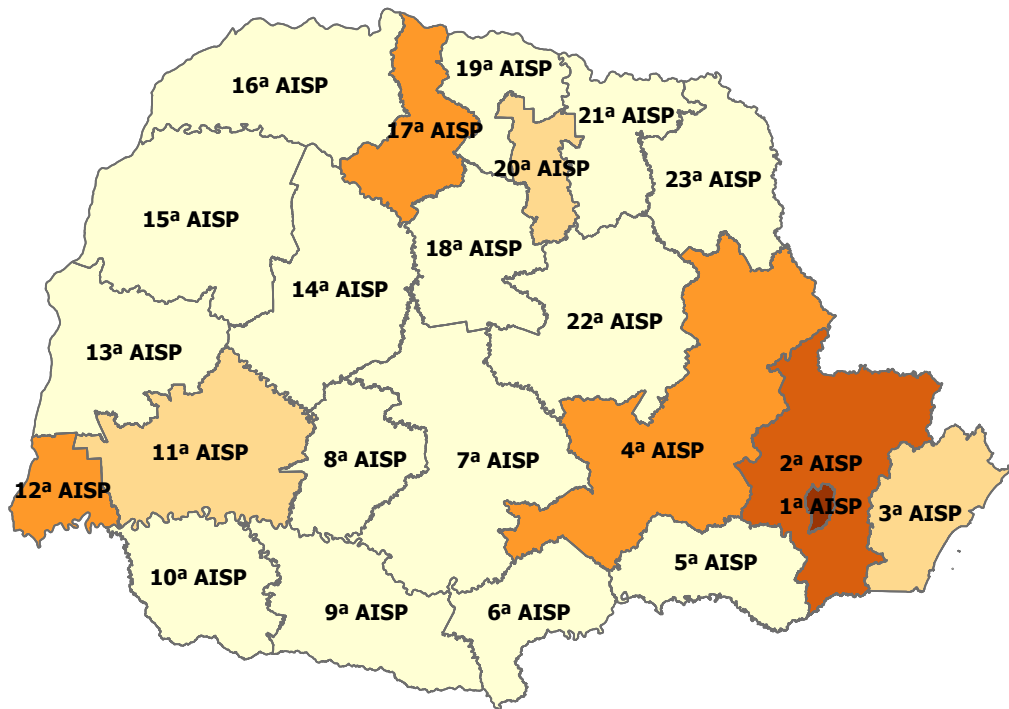 19ª AISP
16ª AISP
21ª AISP
17ª AISP
20ª AISP
23ª AISP
15ª AISP
18ª AISP
14ª AISP
22ª AISP
13ª AISP
4ª AISP
11ª AISP
8ª AISP
7ª AISP
2ª AISP
12ª AISP
1ª AISP
3ª AISP
5ª AISP
10ª AISP
9ª AISP
6ª AISP